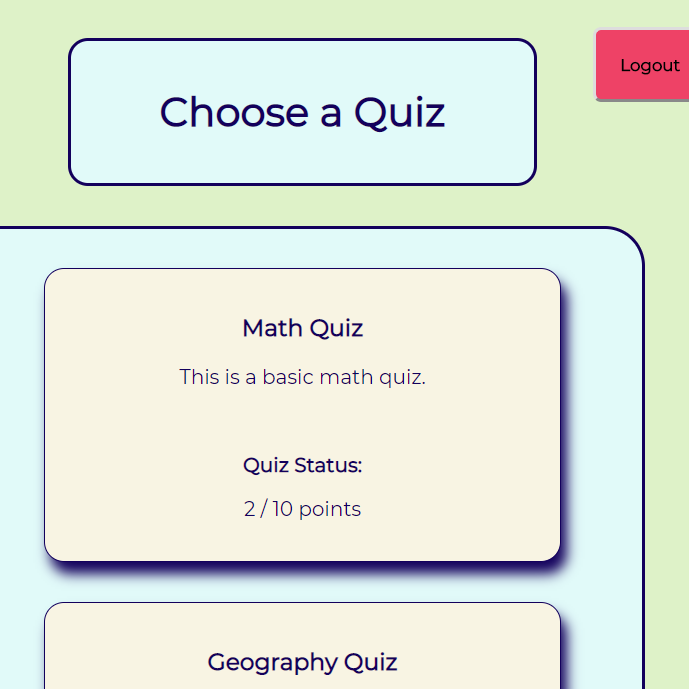 Choose a Quiz
Logout
Math Quiz
This is a basic math quiz.
Quiz Status:
2 / 10 points
Geography Quiz